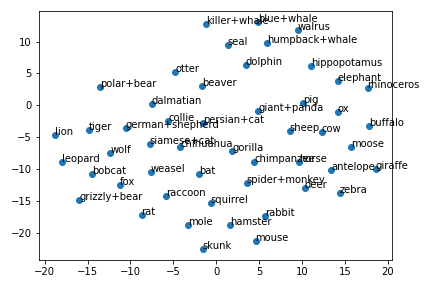 killer+whale
blue+whale
walrus
seal
humpback+whale
dolphin
hippopotamus
otter
polar+bear
beaver
elephant
rhinoceros
dalmatian
pig
giant+panda
ox
collie
persian+cat
buffalo
lion
tiger
german+shepherd
sheep
cow
siamese+cat
chihuahua
moose
wolf
gorilla
leopard
chimpanzee
horse
antelope
giraffe
bobcat
weasel
bat
fox
spider+monkey
deer
zebra
grizzly+bear
raccoon
squirrel
rat
rabbit
mole
hamster
skunk
mouse
10
5
0
−5
−10
−15
−20
−20 −15 −10 −5 0 5 10 15 20